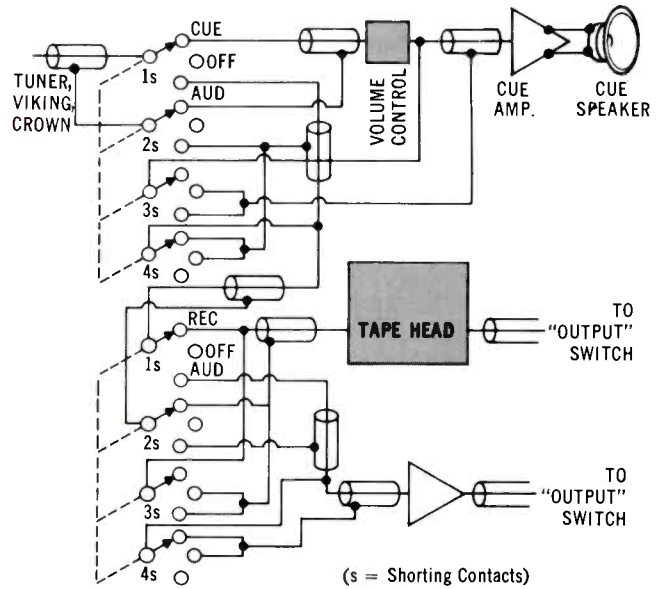 CUE
OFF
1s
AUD
TUNER,
VIKING,
CROWN
2s
3s
4s
VOLUME
CONTROL
CUE
AMP.
CUE
SPEAKER
REC
OFF
1s
AUD
2s
3s
4s
TAPE HEAD
TO
"OUTPUT"
SWITCH
TO
"OUTPUT"
SWITCH
(s = Shorting Contacts)